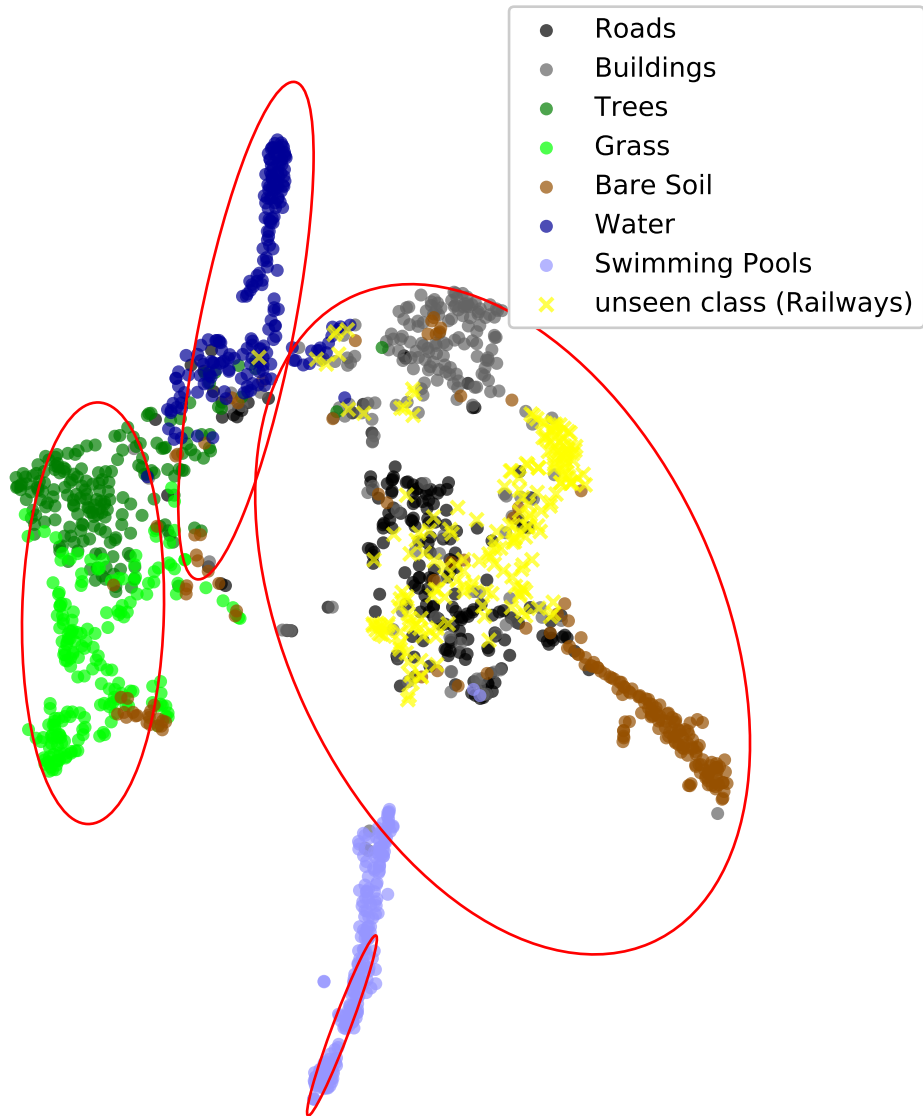 Roads
Buildings
Trees
Grass
Bare Soil
Water
Swimming Pools
unseen class (Railways)